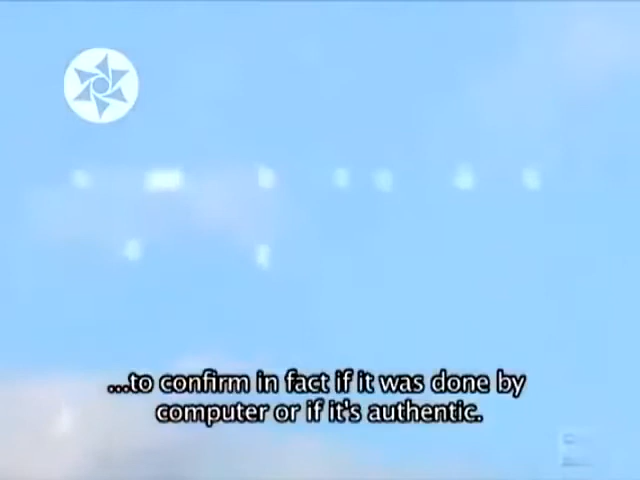 ...to confirm in fact if it was done by
computer or if it's authentic.